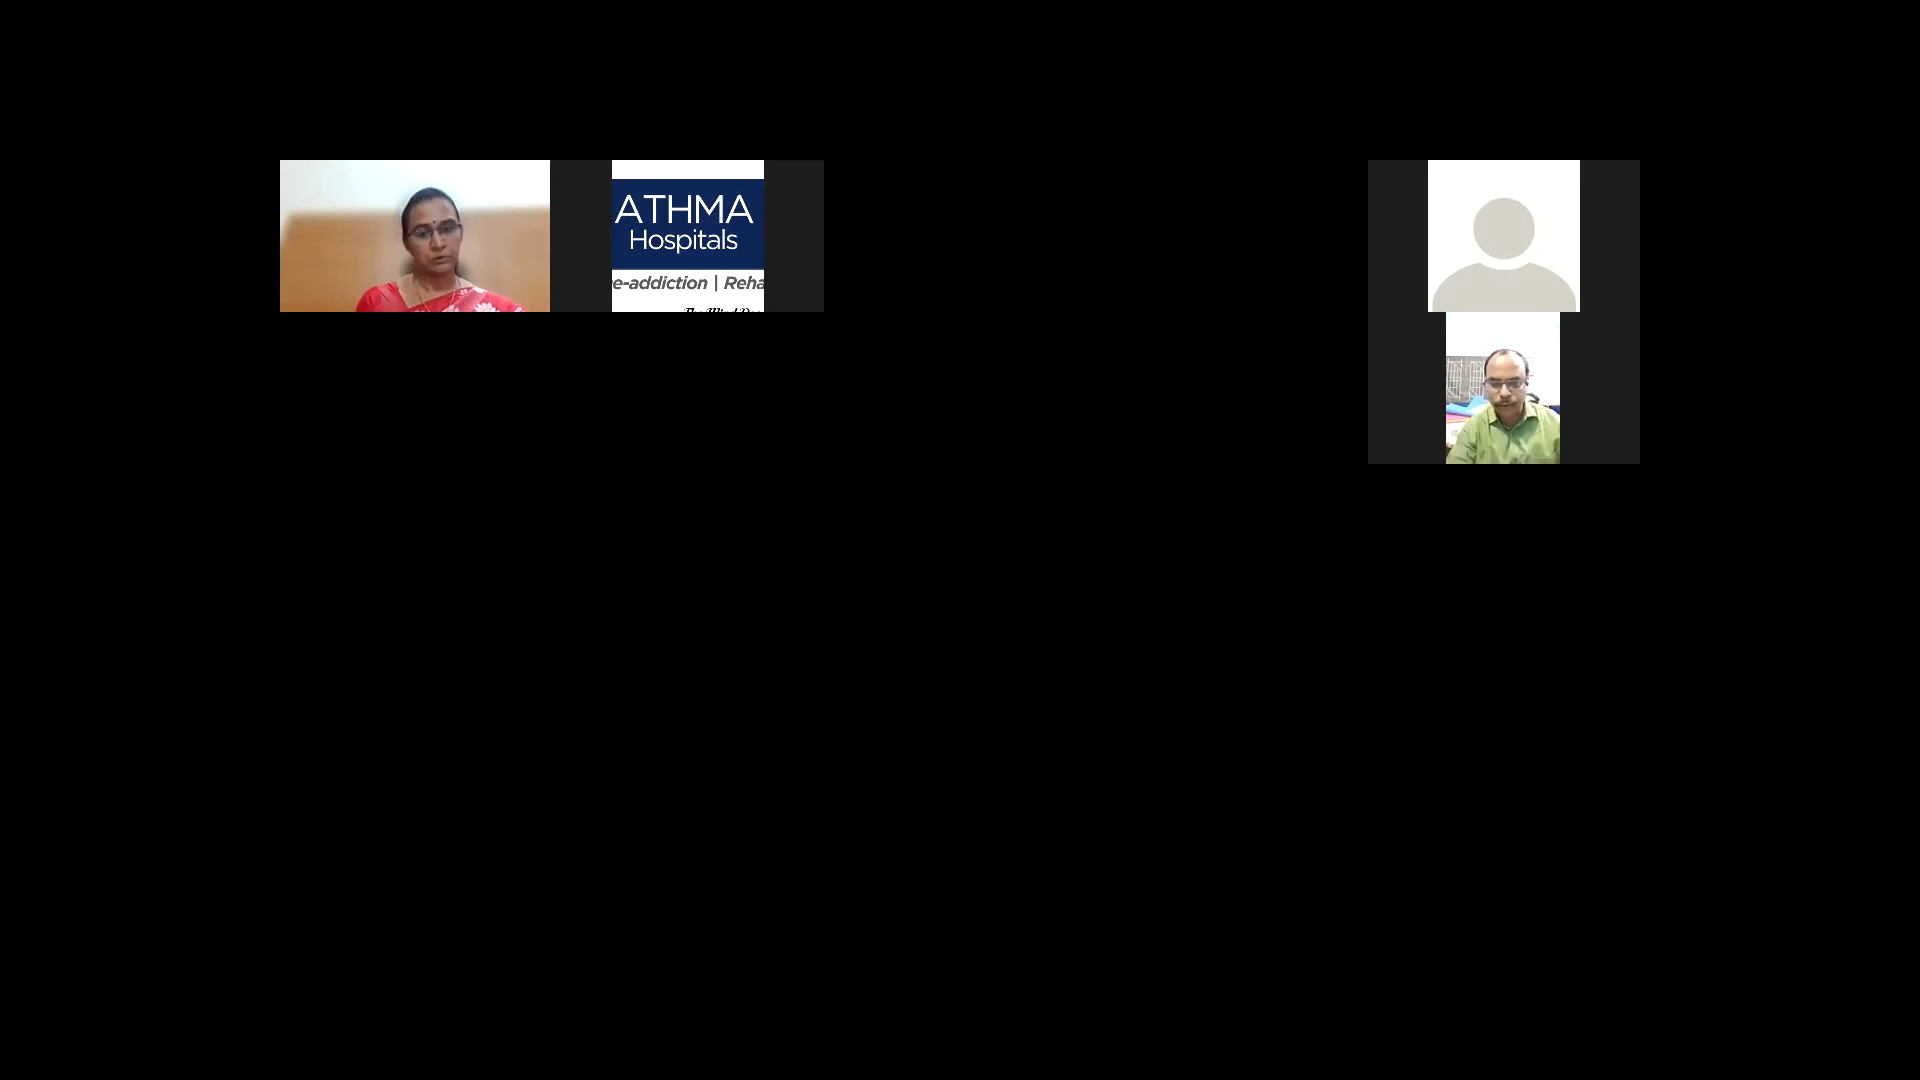 ATHMA
Hospitals
e-addiction | Reha